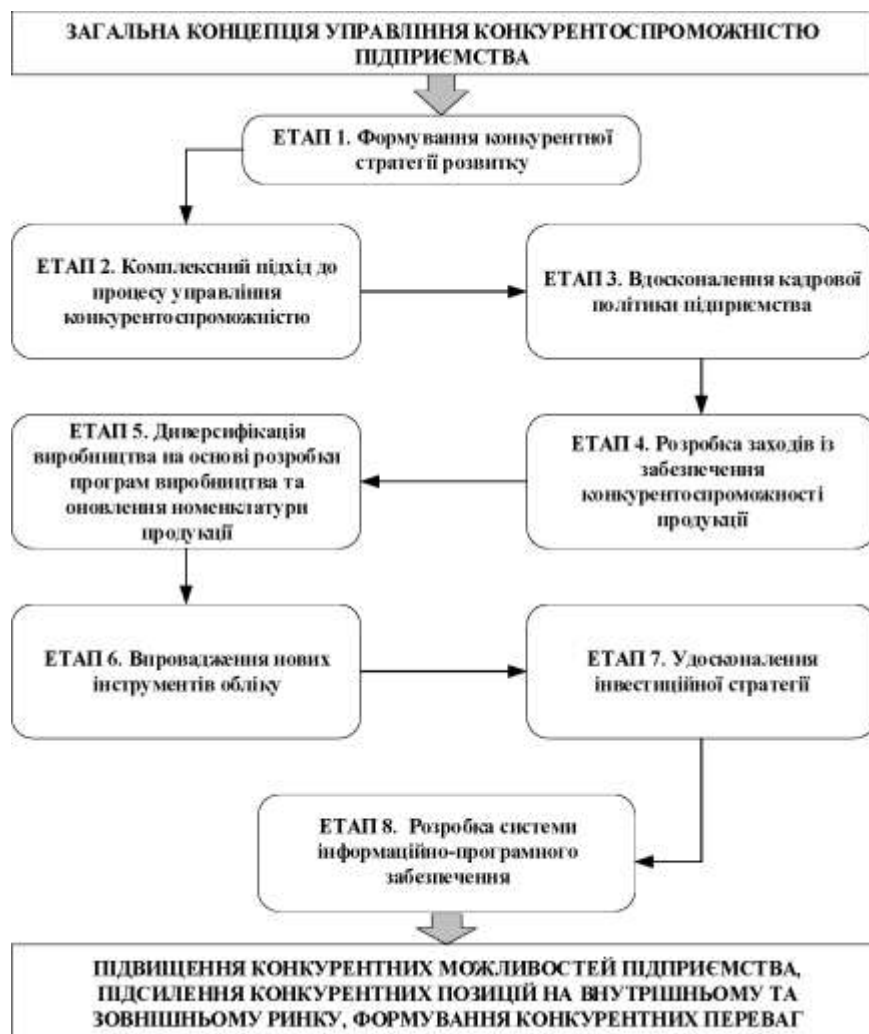 ЗАГАЛЬНА КОНЦЕПЦІЯ УПРАВЛІННЯ КОНКУРЕНТОСПРОМОЖНІСТЮ
ПІДПРИЄМСТВА
ЕТАП 1. Формування конкурентної
стратегії розвитку
ЕТАП 2. Комплексний підхід до
процесу управління
конкурентоспроможністю
ЕТАП 3. Вдосконалення кадрової
політики підприємства
ЕТАП 4. Розробка заходів із
забезпечення
конкурентоспроможності
продукції
ЕТАП 5. Диверсифікація
виробництва на основі розробки
програм виробництва та
оновлення номенклатури
продукції
ЕТАП 6. Впровадження нових
інструментів обліку
ЕТАП 7. Удосконалення
інвестиційної стратегії
ЕТАП 8. Розробка системи
інформаційно-програмного
забезпечення
ПІДВИЩЕННЯ КОНКУРЕНТНИХ МОЖЛИВОСТЕЙ ПІДПРИЄМСТВА,
ПІДСИЛЕННЯ КОНКУРЕНТНИХ ПОЗИЦІЙ НА ВНУТРІШНЬОМУ ТА
ЗОВНІШНЬОМУ РИНКУ, ФОРМУВАННЯ КОНКУРЕНТНИХ ПЕРЕВАГ